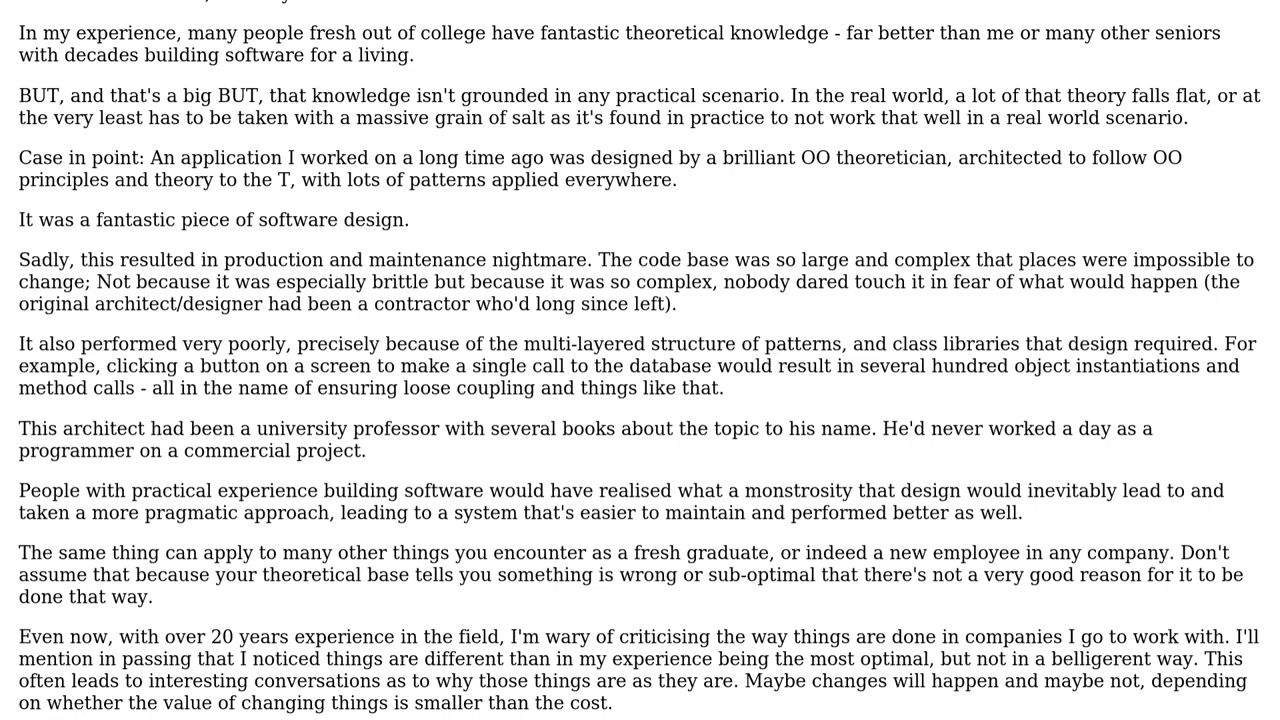 In my experience, many people fresh out of college have fantastic theoretical knowledge - far better than me or many other seniors
with decades building software for a living.
BUT, and that's a big BUT, that knowledge isn't grounded in any practical scenario. In the real world, a lot of that theory falls flat, or at
the very least has to be taken with a massive grain of salt as it's found in practice to not work that well in a real world scenario.
Case in point: An application I worked on a long time ago was designed by a brilliant OO theoretician, architected to follow OO
principles and theory to the T, with lots of patterns applied everywhere.
It was a fantastic piece of software design.
Sadly, this resulted in production and maintenance nightmare. The code base was so large and complex that places were impossible to
change; Not because it was especially brittle but because it was so complex, nobody dared touch it in fear of what would happen (the
original architect/designer had been a contractor who'd long since left).
It also performed very poorly, precisely because of the multi-layered structure of patterns, and class libraries that design required. For
example, clicking a button on a screen to make a single call to the database would result in several hundred object instantiations and
method calls - all in the name of ensuring loose coupling and things like that.
This architect had been a university professor with several books about the topic to his name. He'd never worked a day as a
programmer on a commercial project.
People with practical experience building software would have realised what a monstrosity that design would inevitably lead to and
taken a more pragmatic approach, leading to a system that's easier to maintain and performed better as well.
The same thing can apply to many other things you encounter as a fresh graduate, or indeed a new employee in any company. Don't
assume that because your theoretical base tells you something is wrong or sub-optimal that there's not a very good reason for it to be
done that way.
Even now, with over 20 years experience in the field, I'm wary of criticising the way things are done in companies I go to work with. I'll
mention in passing that I noticed things are different than in my experience being the most optimal, but not in a belligerent way. This
often leads to interesting conversations as to why those things are as they are. Maybe changes will happen and maybe not, depending
on whether the value of changing things is smaller than the cost.